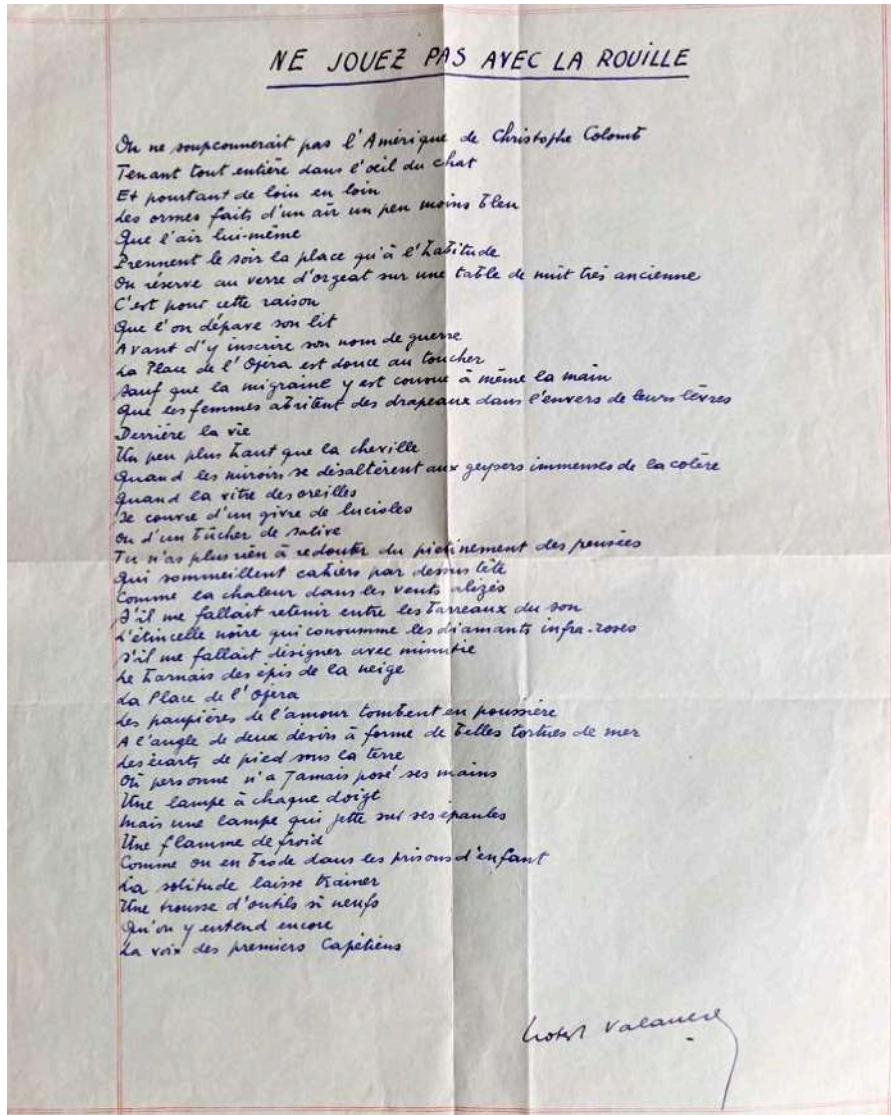 NE JOUEZ PAS AVEC LA ROUILLE
On ne soupconnerait pas l'Amérique de Christophe Colomb
Tenant tout entière dans l'oeil du chat
Et pourtant de loin en loin
Les ormes faits d'un air un peu moins bleu
Que l'air lui-même
Prennent le soir la place qu'à l'habitude
On réserve au verre d'orgeat sur une table de nuit très ancienne
C'est pour cette raison
Que l'on dépave son lit
Avant d'y inscrire son nom de guerre
La Place de l'Opéra est douce au toucher
Sauf que la migraine y est cousue à même la main
Que les femmes abritent des drapeaux dans l'envers de leurs lèvres
Derrière la vie
Un peu plus haut que la cheville
Quand les miroirs se désaltèrent aux geysers immenses de la colère
Quand la vitre des oreilles
Se couvre d'un givre de lucioles
Ou d'un bûcher de salive
Tu n'as plus rien à redouter du piétinement des pensées
Qui sommeillent cahiers par dessus tête
Comme la chaleur dans les vents alizés
S'il me fallait retenir entre les barreaux du son
L'étincelle noire qui consumme les diamants infra-roses
S'il me fallait désigner avec minutie
Le harnais des épis de la neige
La Place de l'Opéra
Les paupières de l'amour tombent en poussière
A l'angle de deux désirs à forme de belles tortues de mer
Les écarts de pied sous la terre
Où personne n'a jamais posé ses mains
Une lampe à chaque doigt
Mais une lampe qui jette sur ses épaules
Une flamme de froid
Comme on en brode dans les prisons d'enfant
La solitude laisse trainer
Une trousse d'outils si neufs
Qu'on y entend encore
La voix des premiers Capétiens